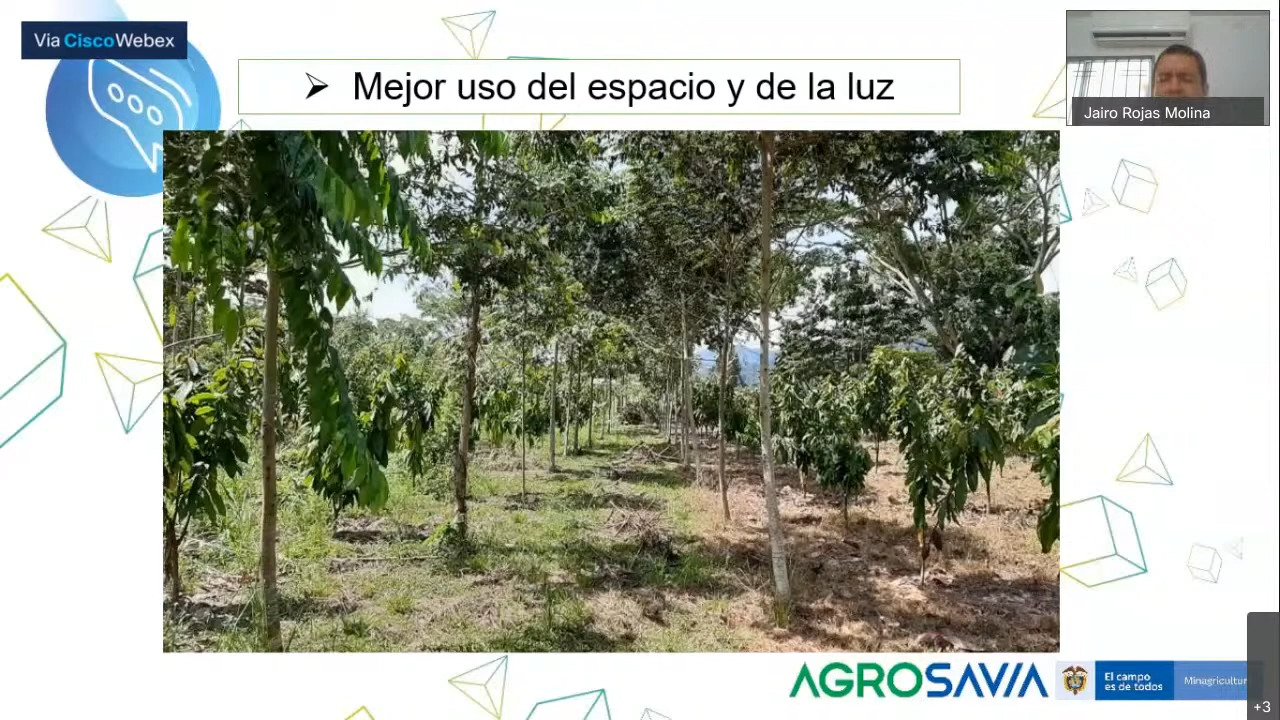 Vía CiscoWebex
➢ Mejor uso del espacio y de la luz
Jairo Rojas Molina
AGROSAVIA
El campo
es de todos
Minagricultur
+3